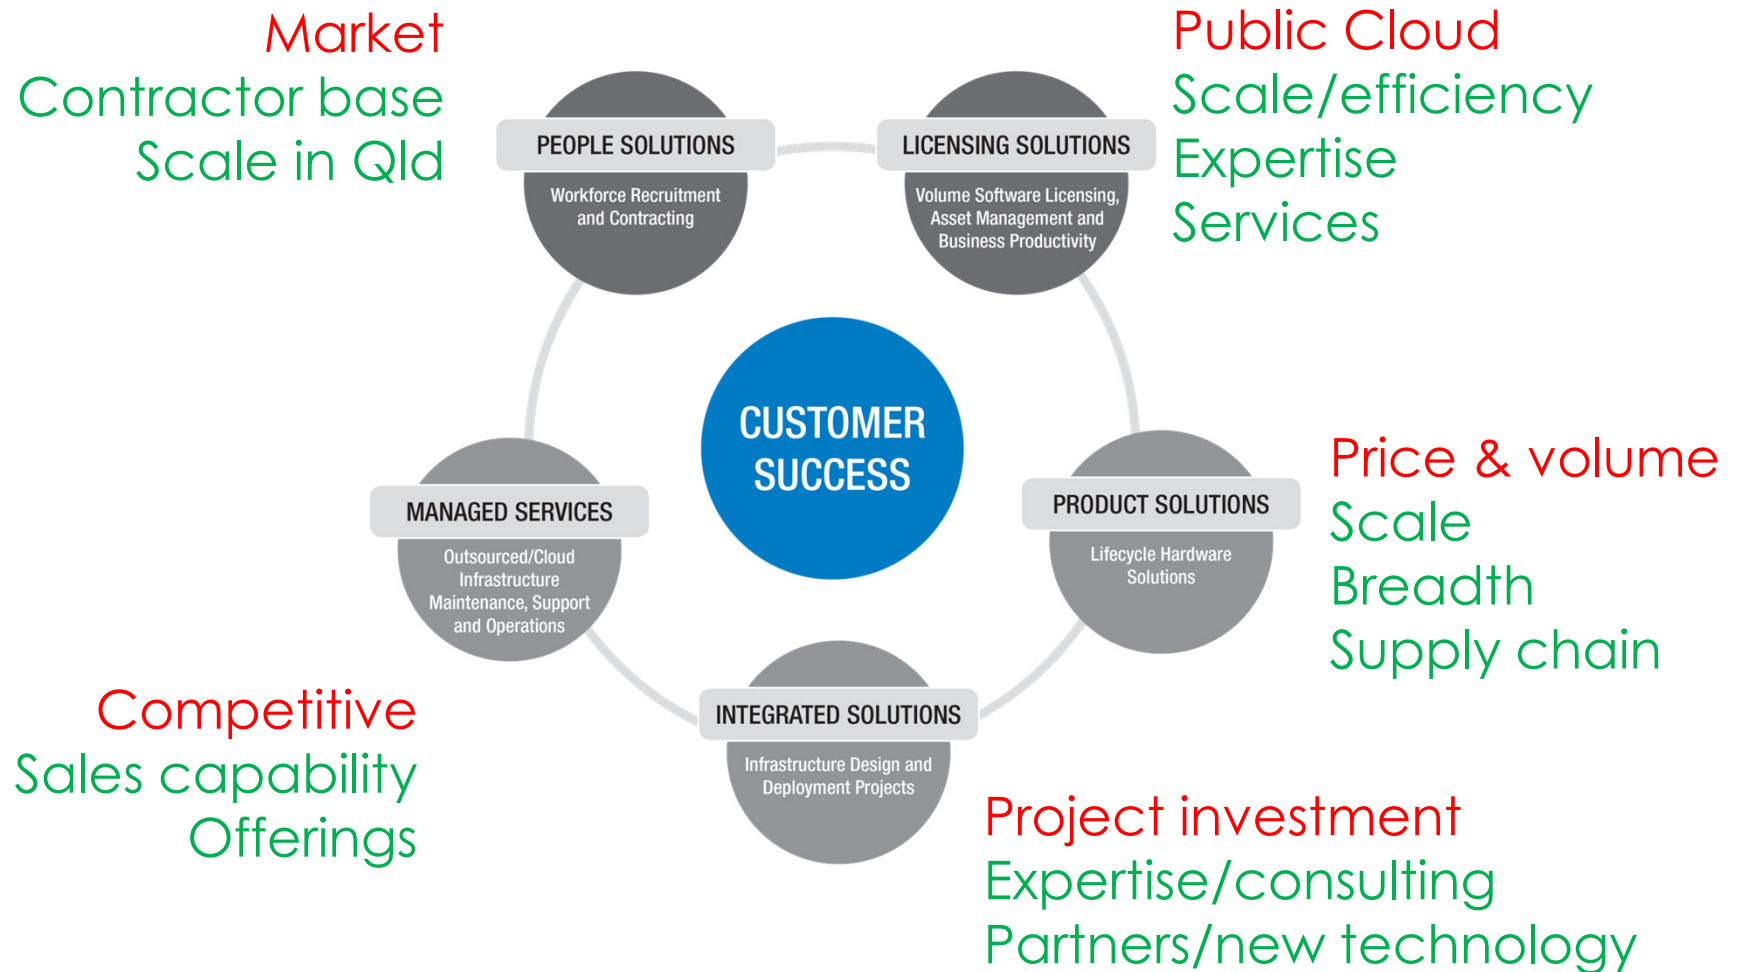 Market
Contractor base
Scale in Qld
PEOPLE SOLUTIONS
Workforce Recruitment
and Contracting
LICENSING SOLUTIONS
Volume Software Licensing,
Asset Management and
Business Productivity
Public Cloud
Scale/efficiency
Expertise
Services
CUSTOMER
SUCCESS
MANAGED SERVICES
Outsourced/Cloud
Infrastructure
Maintenance, Support
and Operations
PRODUCT SOLUTIONS
Lifecycle Hardware
Solutions
Price & volume
Scale
Breadth
Supply chain
Competitive
Sales capability
Offerings
INTEGRATED SOLUTIONS
Infrastructure Design and
Deployment Projects
Project investment
Expertise/consulting
Partners/new technology